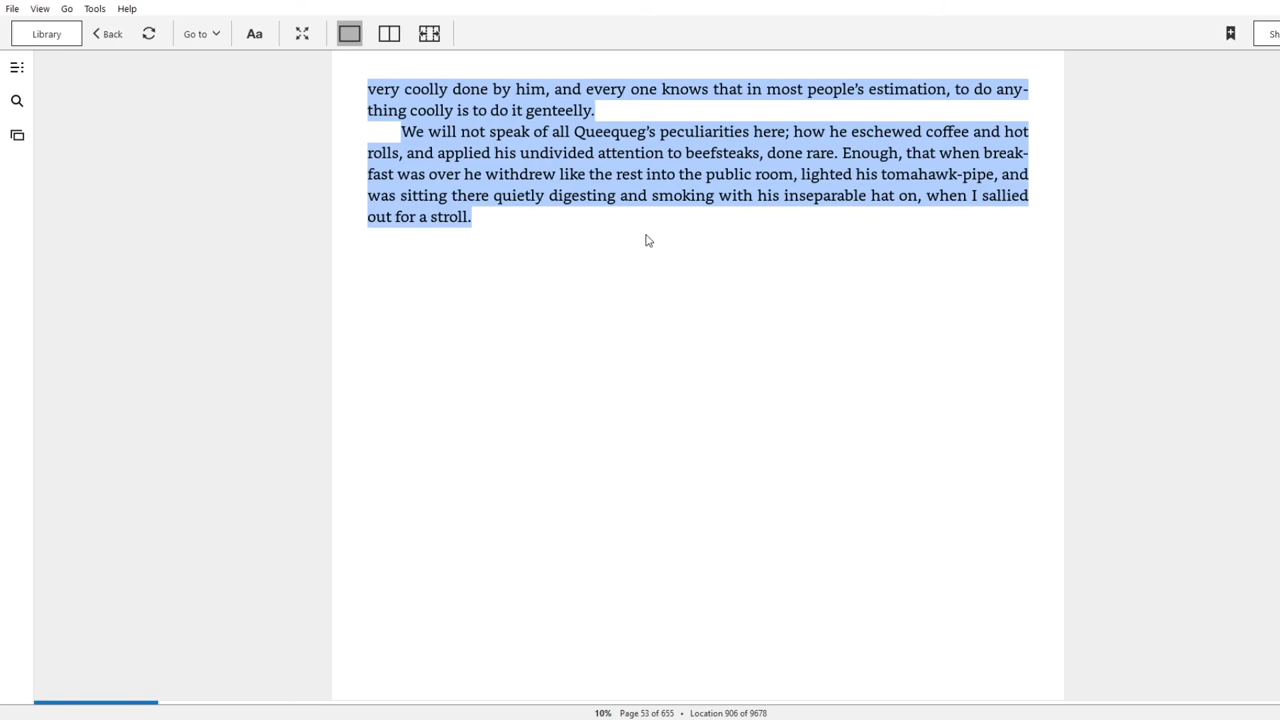 File View Go Tools Help
Library Back Go to Aa Sh
very coolly done by him, and every one knows that in most people’s estimation, to do any-
thing coolly is to do it genteelly.
We will not speak of all Queequeg’s peculiarities here; how he eschewed coffee and hot
rolls, and applied his undivided attention to beefsteaks, done rare. Enough, that when break-
fast was over he withdrew like the rest into the public room, lighted his tomahawk-pipe, and
was sitting there quietly digesting and smoking with his inseparable hat on, when I sallied
out for a stroll.
10% Page 53 of 655 • Location 906 of 9678